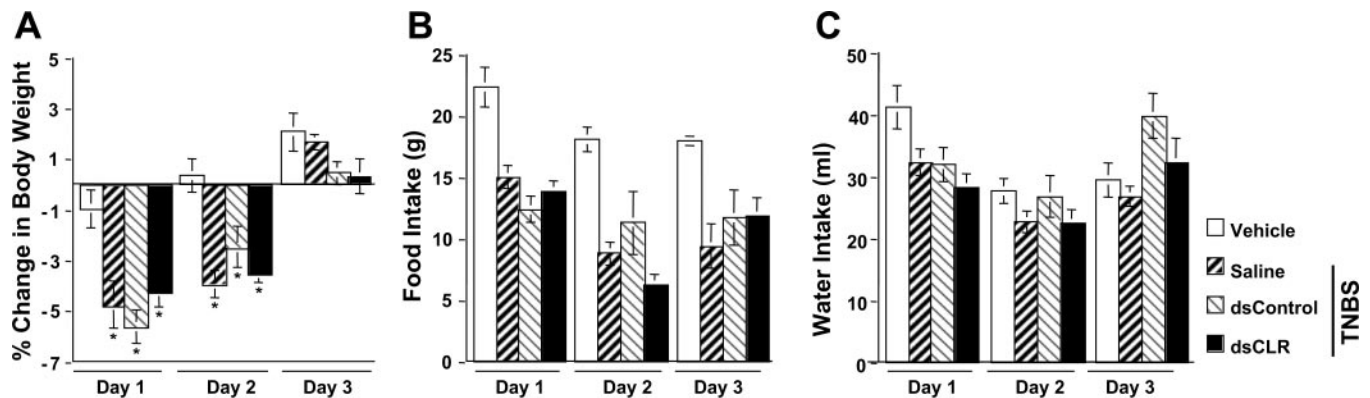 A
% Change in Body Weight
5
3
1
-1
-3
-5
-7
* * *
* * *
Day 1 Day 2 Day 3
B
Food Intake (g)
25
20
15
10
5
0
Day 1 Day 2 Day 3
C
Water Intake (ml)
50
40
30
20
10
0
Day 1 Day 2 Day 3
Vehicle
Saline
dsControl
dsCLR
TNBS